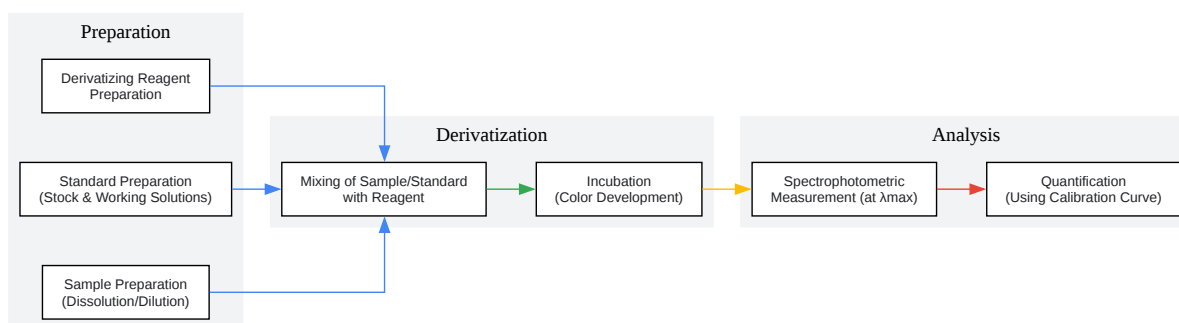 Preparation
Derivatizing Reagent
Preparation
Standard Preparation
(Stock & Working Solutions)
Sample Preparation
(Dissolution/Dilution)
Derivatization
Mixing of Sample/Standard
with Reagent
Incubation
(Color Development)
Analysis
Spectrophotometric
Measurement (at λmax)
Quantification
(Using Calibration Curve)